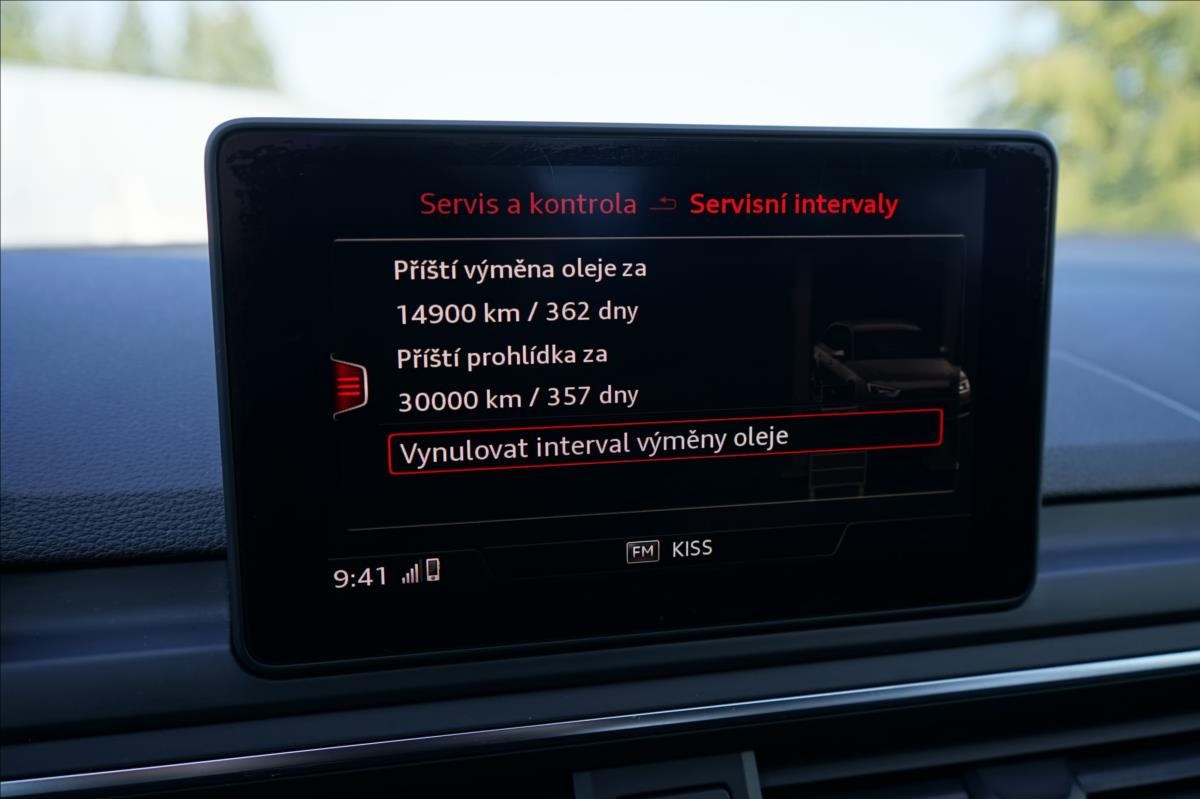 Servis a kontrola Servisní intervaly
Příští výměna oleje za
14900 km / 362 dny
Příští prohlídka za
30000 km / 357 dny
Vynulovat interval výměny oleje
FM KISS
9:41